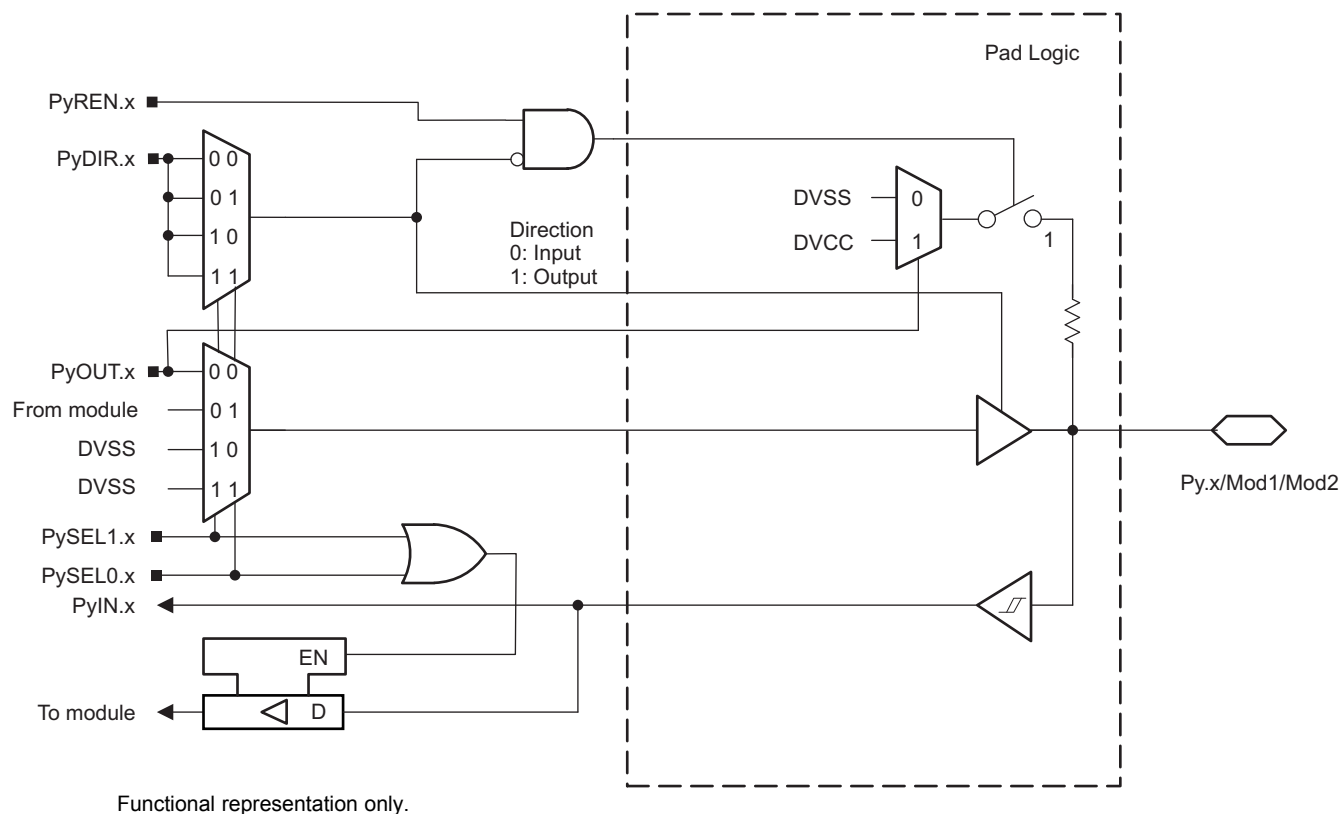 Pad Logic
PyREN.x
PyDIR.x
0 0
0 1
1 0
1 1
Direction
0: Input
1: Output
DVSS
DVCC
0
1
1
PyOUT.x
From module
DVSS
DVSS
0 0
0 1
1 0
1 1
Py.x/Mod1/Mod2
PySEL1.x
PySEL0.x
PyIN.x
EN
To module
D
Functional representation only.